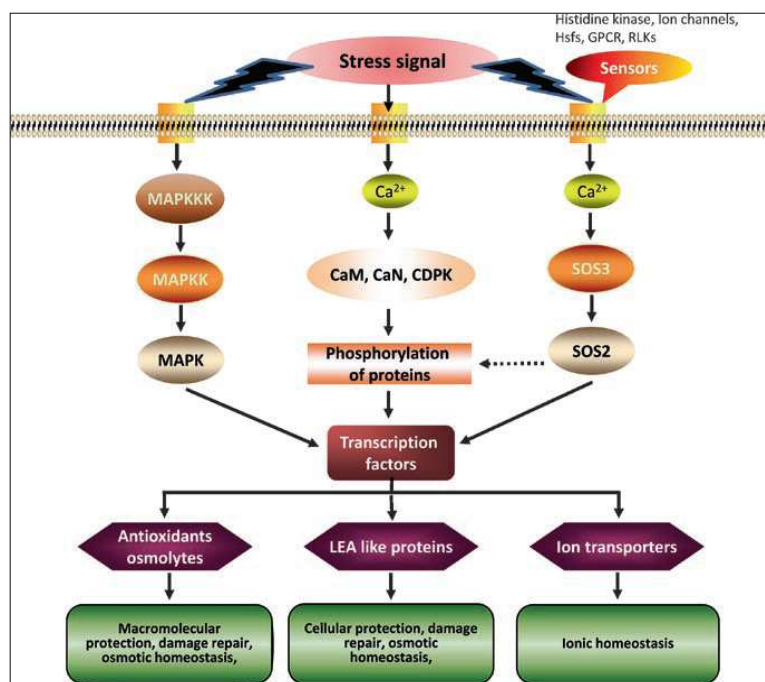 Histidine kinase, Ion channels,
Hsfs, GPCR, RLKs
Stress signal
Sensors
MAPKKK
Ca²⁺
Ca²⁺
MAPKK
CaM, CaN, CDPK
SOS3
MAPK
Phosphorylation
of proteins
SOS2
Transcription
factors
Antioxidants
osmolytes
LEA like proteins
Ion transporters
Macromolecular
protection, damage repair,
osmotic homeostasis,
Cellular protection, damage
repair, osmotic
homeostasis,
Ionic homeostasis